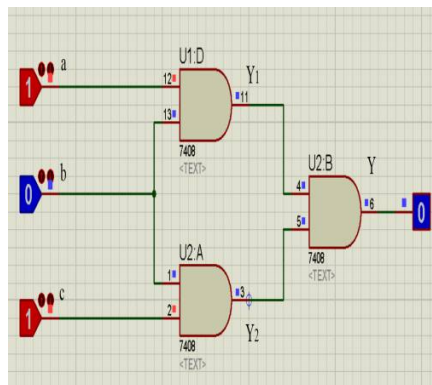 U1:D
a
Y1
1
12
11
13
7408
<TEXT>
b
U2:B
Y
0
4
6
0
5
7408
<TEXT>
U2:A
c
1
3
1
2
Y2
7408
<TEXT>